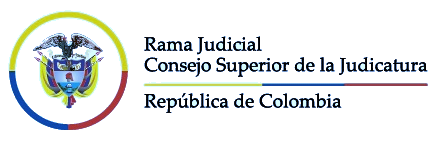 Rama Judicial
Consejo Superior de la Judicatura
República de Colombia